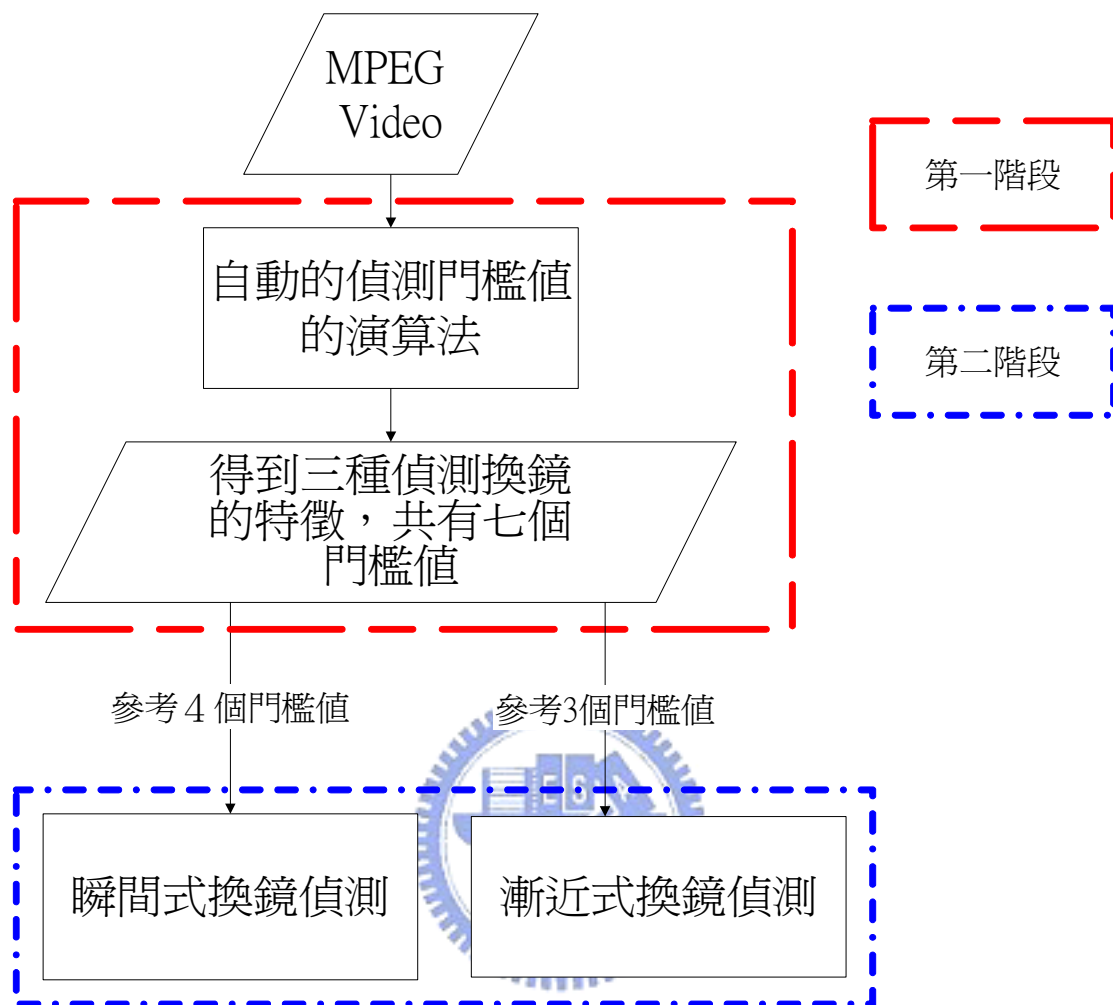 MPEG
Video
第一階段
自動的偵測門檻值
的演算法
第二階段
得到三種偵測換鏡
的特徵，共有七個
門檻值
參考４個門檻值
參考3個門檻值
瞬間式換鏡偵測
漸近式換鏡偵測